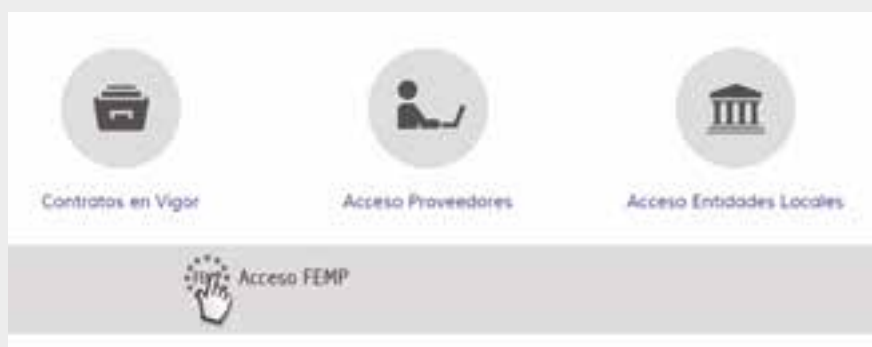 Contratos en Vigor
Acceso Proveedores
Acceso Entidades Locales
Acceso FEMP